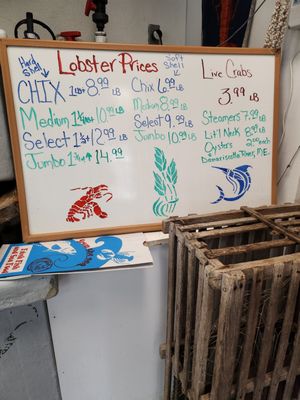 Lobster Prices
Hard
shell
CHIX 1LB+ 8.99 LB
Medium 1¼LB+ 10.99 LB
Select 1½+ 12.99 LB
Jumbo 1¾LB↑ 14.99
Soft
shell
Chix 6.99 LB
Medium 8.99 LB
Select 9.99 LB
Jumbo 10.99 LB
Live Crabs
3.99 LB
Steamers 7.99 LB
Lit'l Neck 8.99 LB
Oysters 2.00 each
Damariscotta River, M.E.